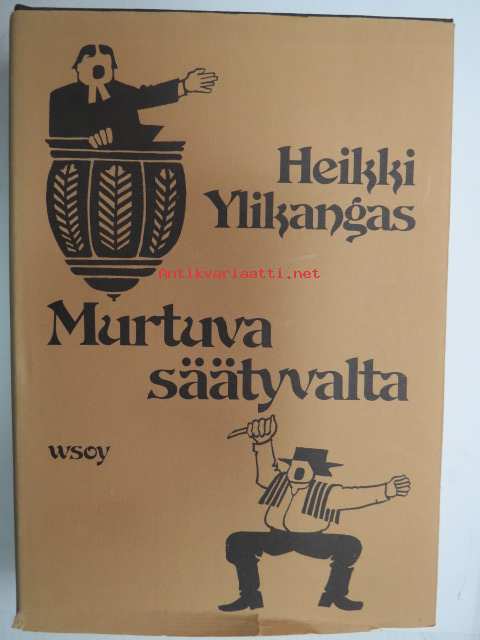 Heikki
Ylikangas
Antikvariaatti.net
Murtuva
säätyvalta
wsoy